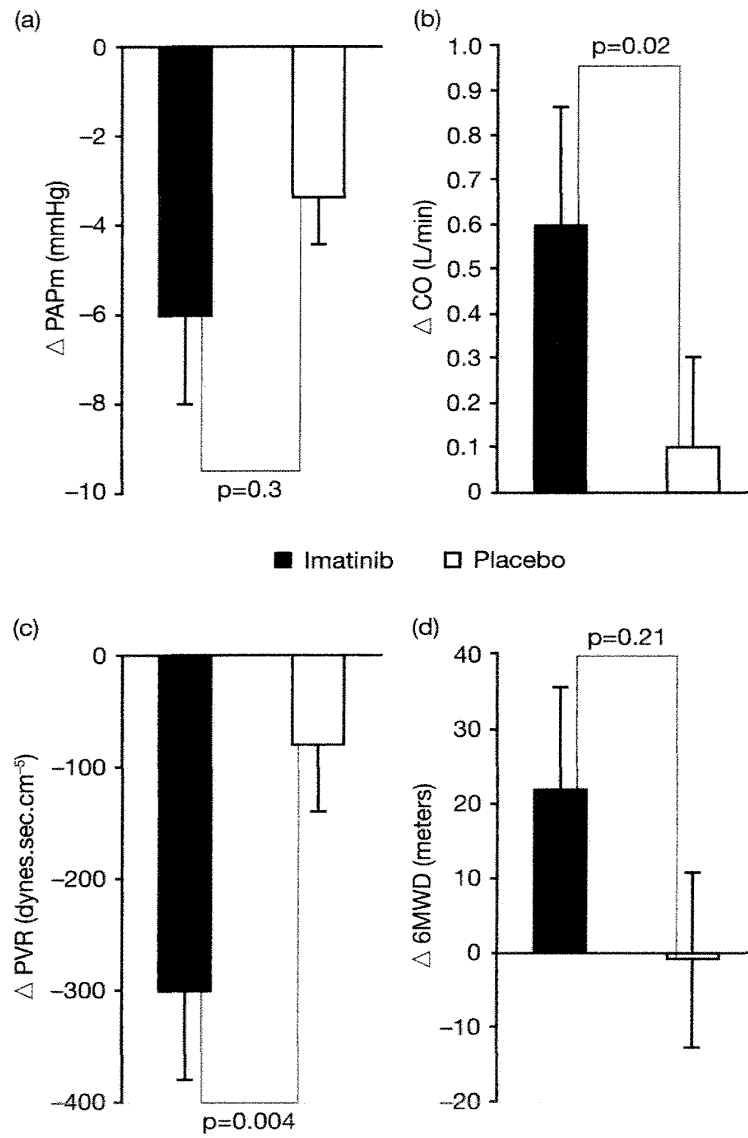 (a)
0
−2
−4
−6
−8
−10
△ PAPm (mmHg)
p=0.3
(b)
p=0.02
1.0
0.9
0.8
0.7
0.6
0.5
0.4
0.3
0.2
0.1
0
△ CO (L/min)
Imatinib
Placebo
(c)
0
−100
−200
−300
−400
△ PVR (dynes.sec.cm⁻⁵)
p=0.004
(d)
p=0.21
40
30
20
10
0
−10
−20
△ 6MWD (meters)